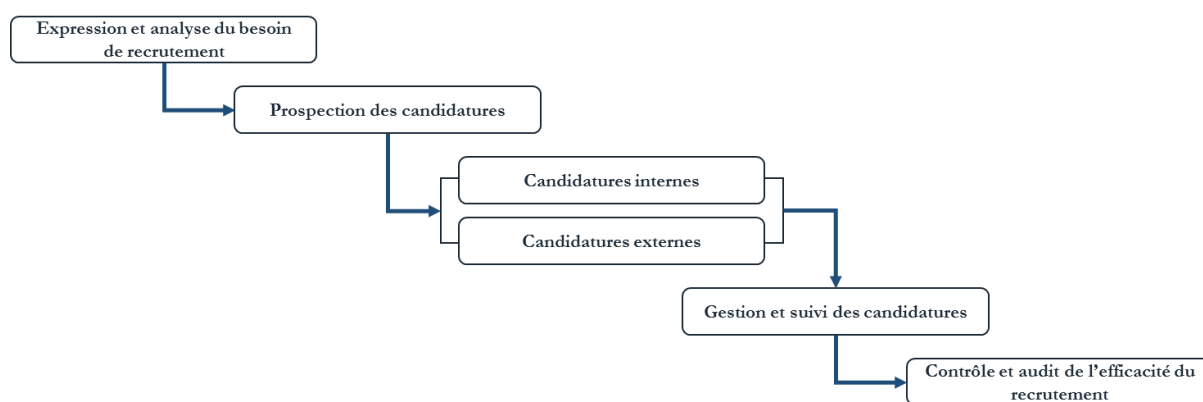 Expression et analyse du besoin
de recrutement
Prospection des candidatures
Candidatures internes
Candidatures externes
Gestion et suivi des candidatures
Contrôle et audit de l’efficacité du
recrutement